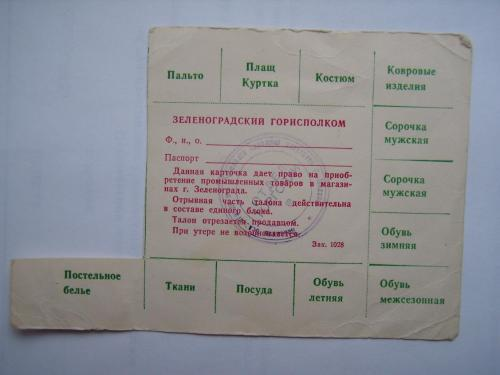 Пальто
Плащ
Куртка
Костюм
Ковровые
изделия
ЗЕЛЕНОГРАДСКИЙ ГОРИСПОЛКОМ
Ф., и., о.
Паспорт
Данная карточка дает право на приоб-
ретение промышленных товаров в магази-
нах г. Зеленограда.
Отрывная часть талона действительна
в составе единого блока.
Талон отрезается продавцом.
При утере не возобновляется.
Зак. 1028
Сорочка
мужская
Сорочка
мужская
Обувь
зимняя
Постельное
белье
Ткани
Посуда
Обувь
летняя
Обувь
межсезонная